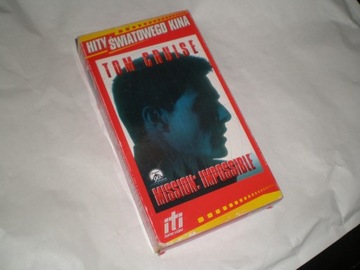 HITY ŚWIATOWEGO KINA
TOM CRUISE
MISSION: IMPOSSIBLE
iti